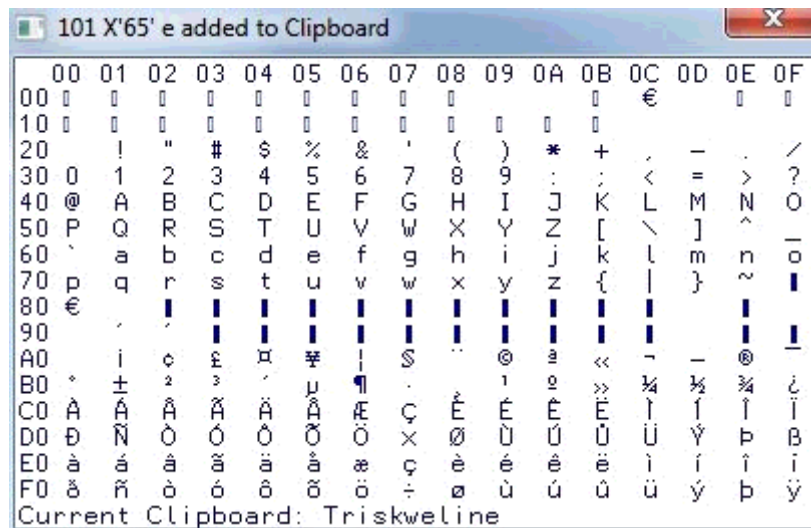 101 X'65' e added to Clipboard
00 01 02 03 04 05 06 07 08 09 0A 0B 0C 0D 0E 0F
00 ▯ ▯ ▯ ▯ ▯ ▯ ▯ ▯ ▯ ▯ € ▯ ▯
10 ▯ ▯ ▯ ▯ ▯ ▯ ▯ ▯ ▯ ▯ ▯ ▯
20 ! " # $ % & ' ( ) * + , - . /
30 0 1 2 3 4 5 6 7 8 9 : ; < = > ?
40 @ A B C D E F G H I J K L M N O
50 P Q R S T U V W X Y Z [ \ ] ^ _
60 ` a b c d e f g h i j k l m n o
70 p q r s t u v w x y z { | } ~ ▮
80 € ▮ ▮ ▮ ▮ ▮ ▮ ▮ ▮ ▮ ▮ ▮ ▮
90 ▮ ▮ ▮ ▮ ▮ ▮ ▮ ▮ ▮ ▮ ▮ ▮
A0 ¡ ¢ £ ¤ ¥ ¦ § ¨ © ª « ¬ - ® ¯
B0 ° ± ² ³ ´ µ ¶ · ¸ ¹ º » ¼ ½ ¾ ¿
C0 À Á Â Ã Ä Å Æ Ç È É Ê Ë Ì Í Î Ï
D0 Ð Ñ Ò Ó Ô Õ Ö × Ø Ù Ú Û Ü Ý Þ ß
E0 à á â ã ä å æ ç è é ê ë ì í î ï
F0 ð ñ ò ó ô õ ö ÷ ø ù ú û ü ý þ ÿ
Current Clipboard: Triskweline